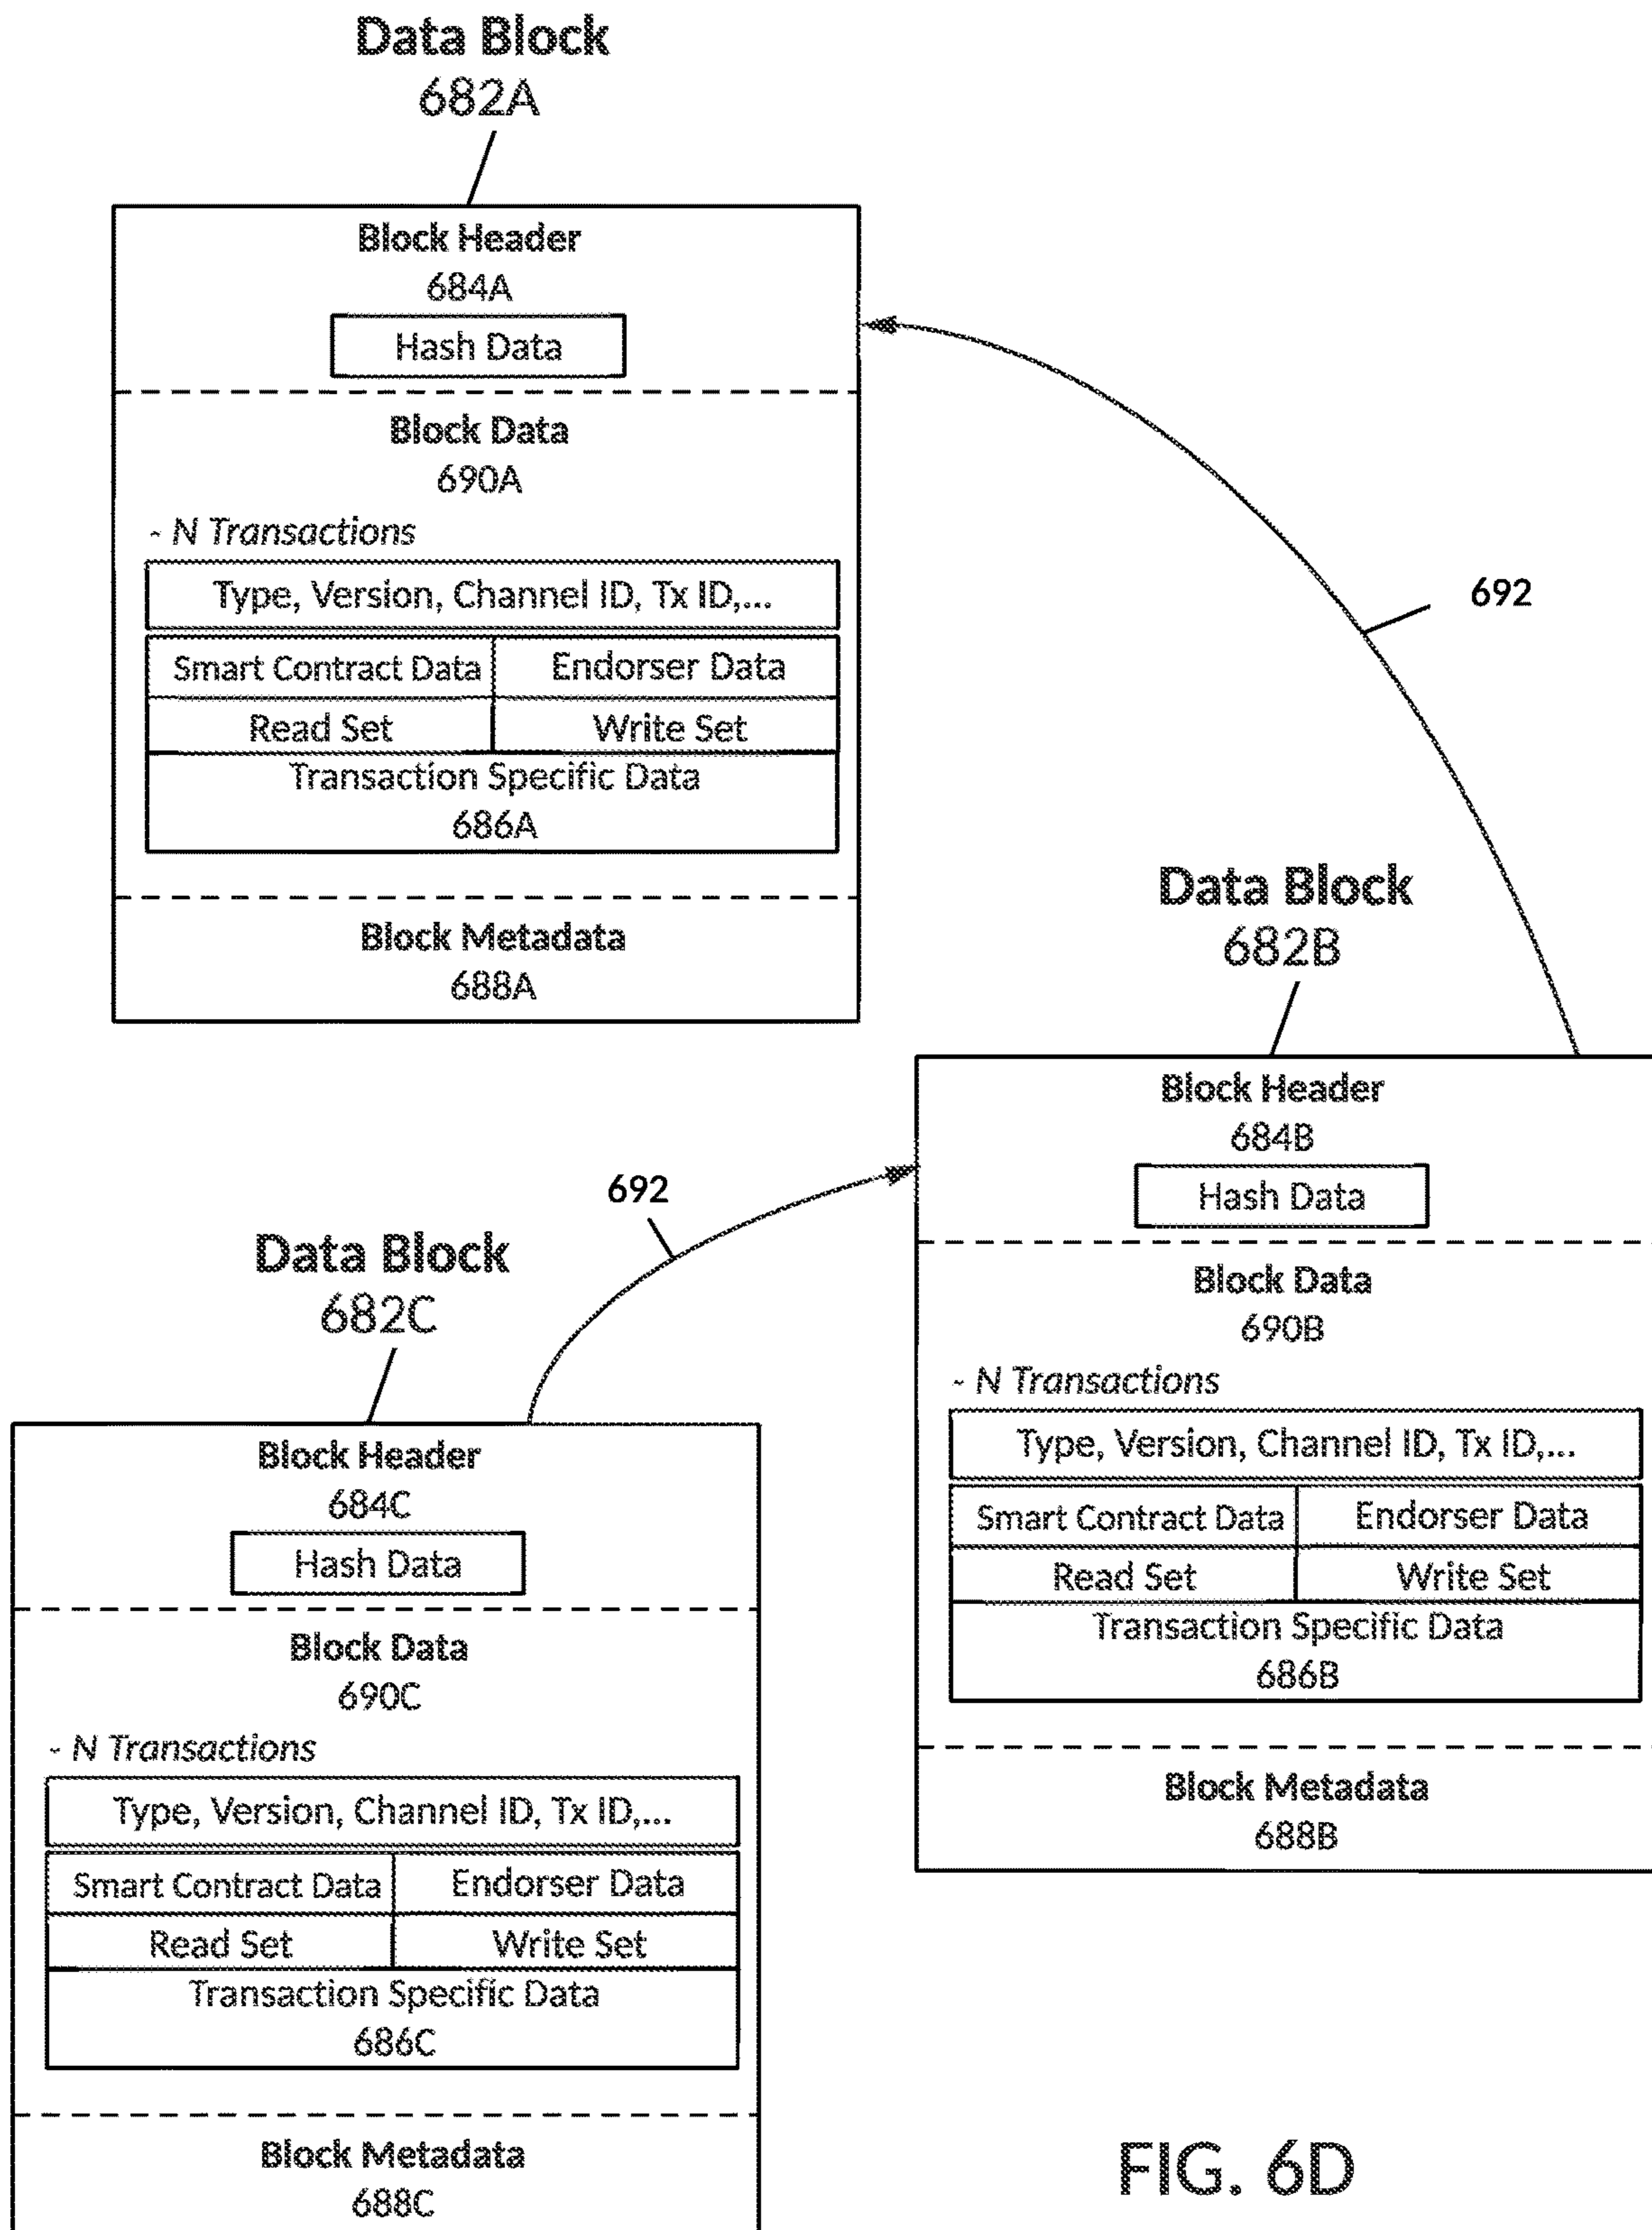 Data Block
682A
Block Header
684A
Hash Data
Block Data
690A
- N Transactions
Type, Version, Channel ID, Tx ID,...
Smart Contract Data Endorser Data
Read Set Write Set
Transaction Specific Data
686A
Block Metadata
688A
692
Data Block
682B
Block Header
684B
Hash Data
Block Data
690B
- N Transactions
Type, Version, Channel ID, Tx ID,...
Smart Contract Data Endorser Data
Read Set Write Set
Transaction Specific Data
686B
Block Metadata
688B
692
Data Block
682C
Block Header
684C
Hash Data
Block Data
690C
- N Transactions
Type, Version, Channel ID, Tx ID,...
Smart Contract Data Endorser Data
Read Set Write Set
Transaction Specific Data
686C
Block Metadata
688C
FIG. 6D